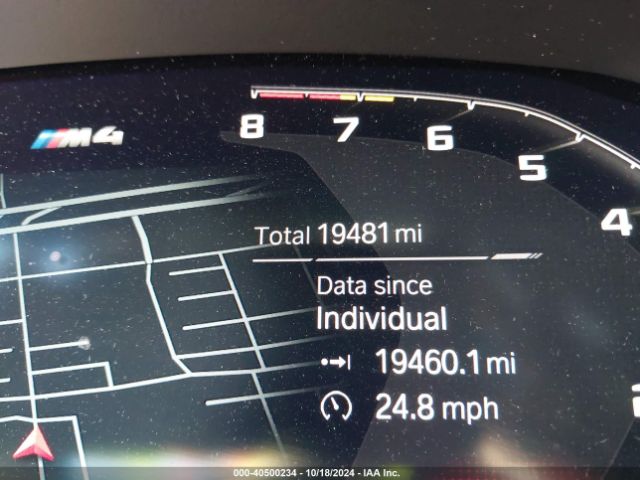 M4
8 7 6 5 4
Total 19481 mi
Data since
Individual
19460.1 mi
24.8 mph
000-40500234 - 10/18/2024 - IAA Inc.